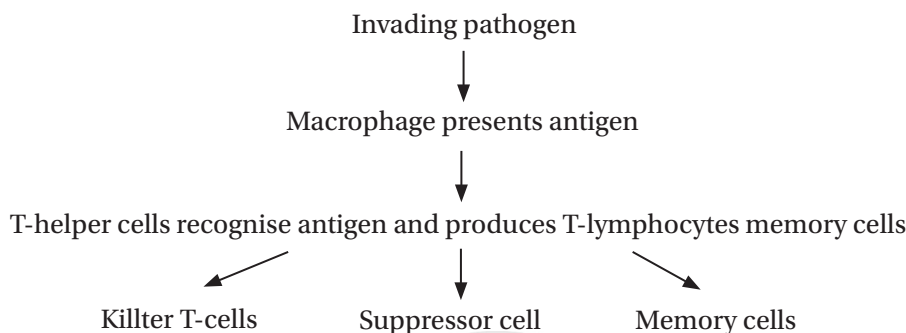 Invading pathogen
Macrophage presents antigen
T-helper cells recognise antigen and produces T-lymphocytes memory cells
Killter T-cells Suppressor cell Memory cells